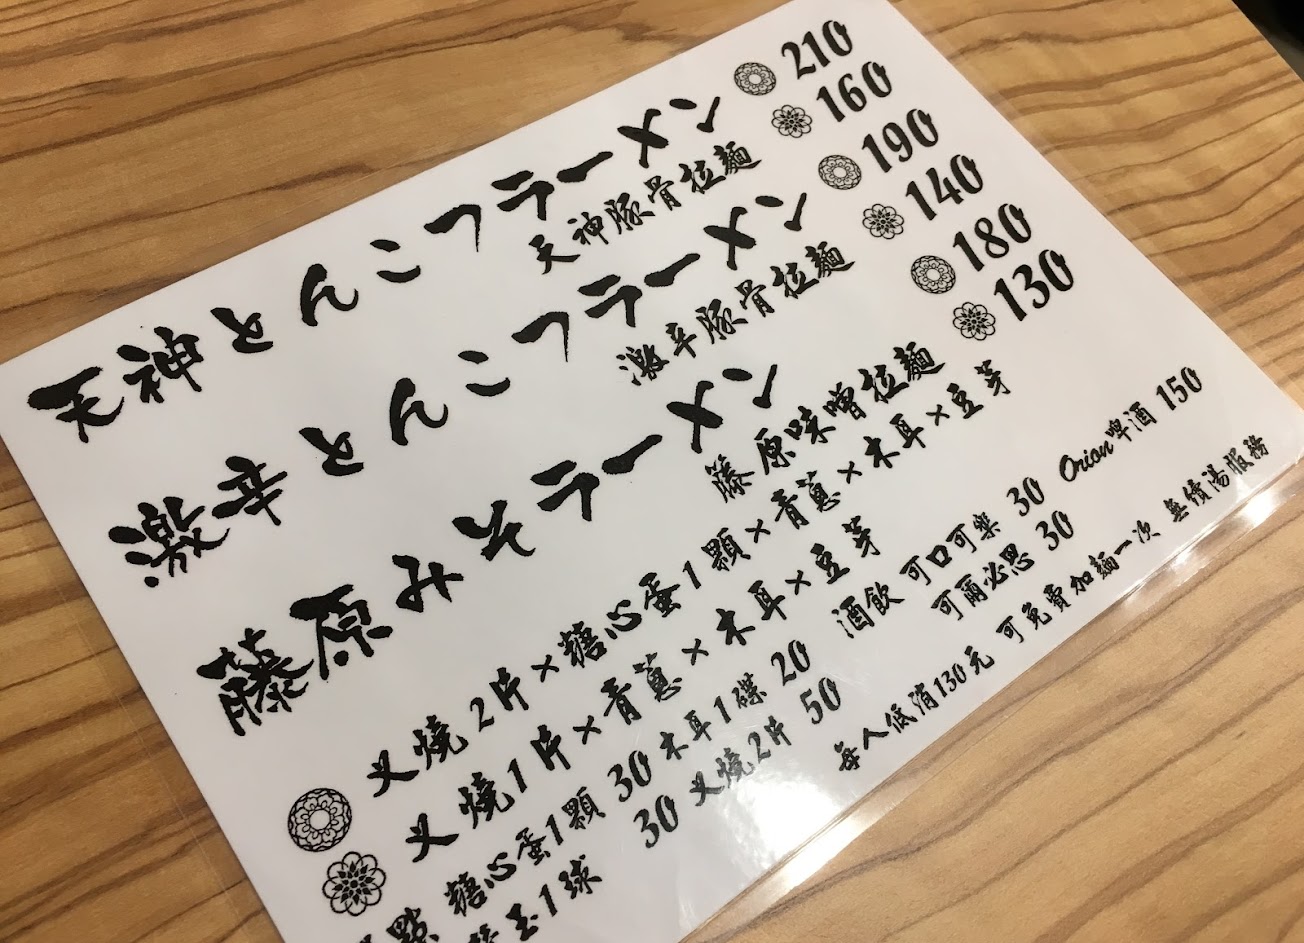 天神とんこつラーメン 210
天神豚骨拉麵 160
激辛とんこつラーメン 190
激辛豚骨拉麵 140
藤原みそラーメン 180
藤原味噌拉麵 130
叉燒2片×糖心蛋1顆×青蔥×木耳×豆芽
叉燒1片×青蔥×木耳×豆芽
點 糖心蛋1顆 30 木耳1碟 20 酒飲 可口可樂 30 Orion啤酒 150
玉1球 30 叉燒2片 50 可爾必思 30
每人低消130元 可免費加麵一次 無續湯服務